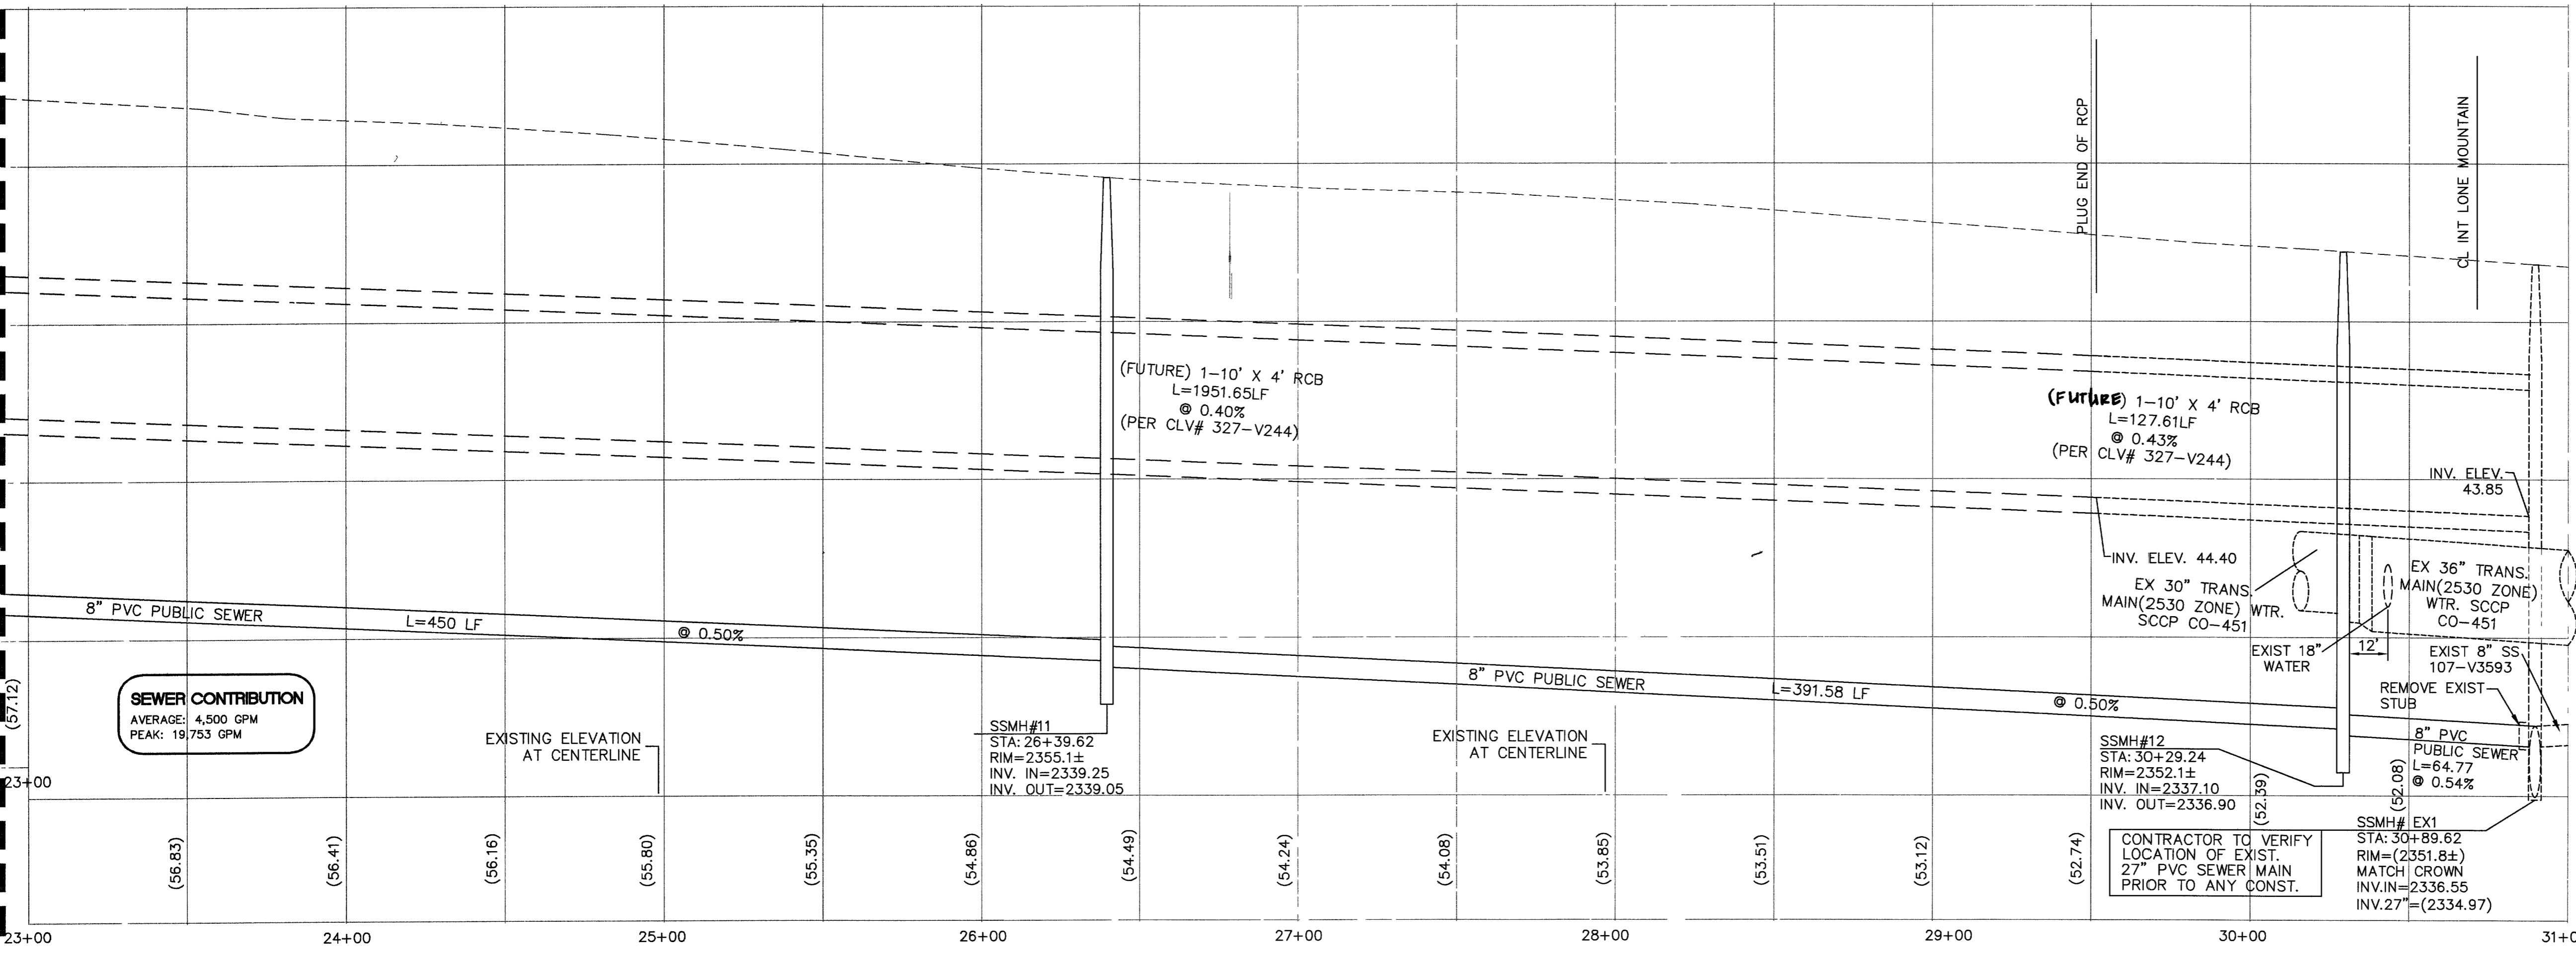 PLUG END OF RCP
CL INT LONE MOUNTAIN
(FUTURE) 1-10' X 4' RCB
L=1951.65LF
@ 0.40%
(PER CLV# 327-V244)
(FUTURE) 1-10' X 4' RCB
L=127.61LF
@ 0.43%
(PER CLV# 327-V244)
INV. ELEV.
43.85
INV. ELEV. 44.40
EX 30" TRANS.
MAIN(2530 ZONE) WTR.
SCCP CO-451
EX 36" TRANS.
MAIN(2530 ZONE)
WTR. SCCP
CO-451
EXIST 18"
WATER
12'
EXIST 8" SS
107-V3593
REMOVE EXIST
STUB
8" PVC PUBLIC SEWER
L=450 LF
@ 0.50%
8" PVC PUBLIC SEWER
L=391.58 LF
@ 0.50%
8" PVC
PUBLIC SEWER
L=64.77
@ 0.54%
SEWER CONTRIBUTION
AVERAGE: 4,500 GPM
PEAK: 19,753 GPM
EXISTING ELEVATION
AT CENTERLINE
SSMH#11
STA: 26+39.62
RIM=2355.1±
INV. IN=2339.25
INV. OUT=2339.05
EXISTING ELEVATION
AT CENTERLINE
SSMH#12
STA: 30+29.24
RIM=2352.1±
INV. IN=2337.10
INV. OUT=2336.90
SSMH# EX1
STA: 30+89.62
RIM=(2351.8±)
MATCH CROWN
INV.IN=2336.55
INV.27"=(2334.97)
CONTRACTOR TO VERIFY
LOCATION OF EXIST.
27" PVC SEWER MAIN
PRIOR TO ANY CONST.
(57.12)
23+00
(56.83)
(56.41)
(56.16)
(55.80)
(55.35)
(54.86)
(54.49)
(54.24)
(54.08)
(53.85)
(53.51)
(53.12)
(52.74)
(52.39)
(52.08)
23+00
24+00
25+00
26+00
27+00
28+00
29+00
30+00
31+0